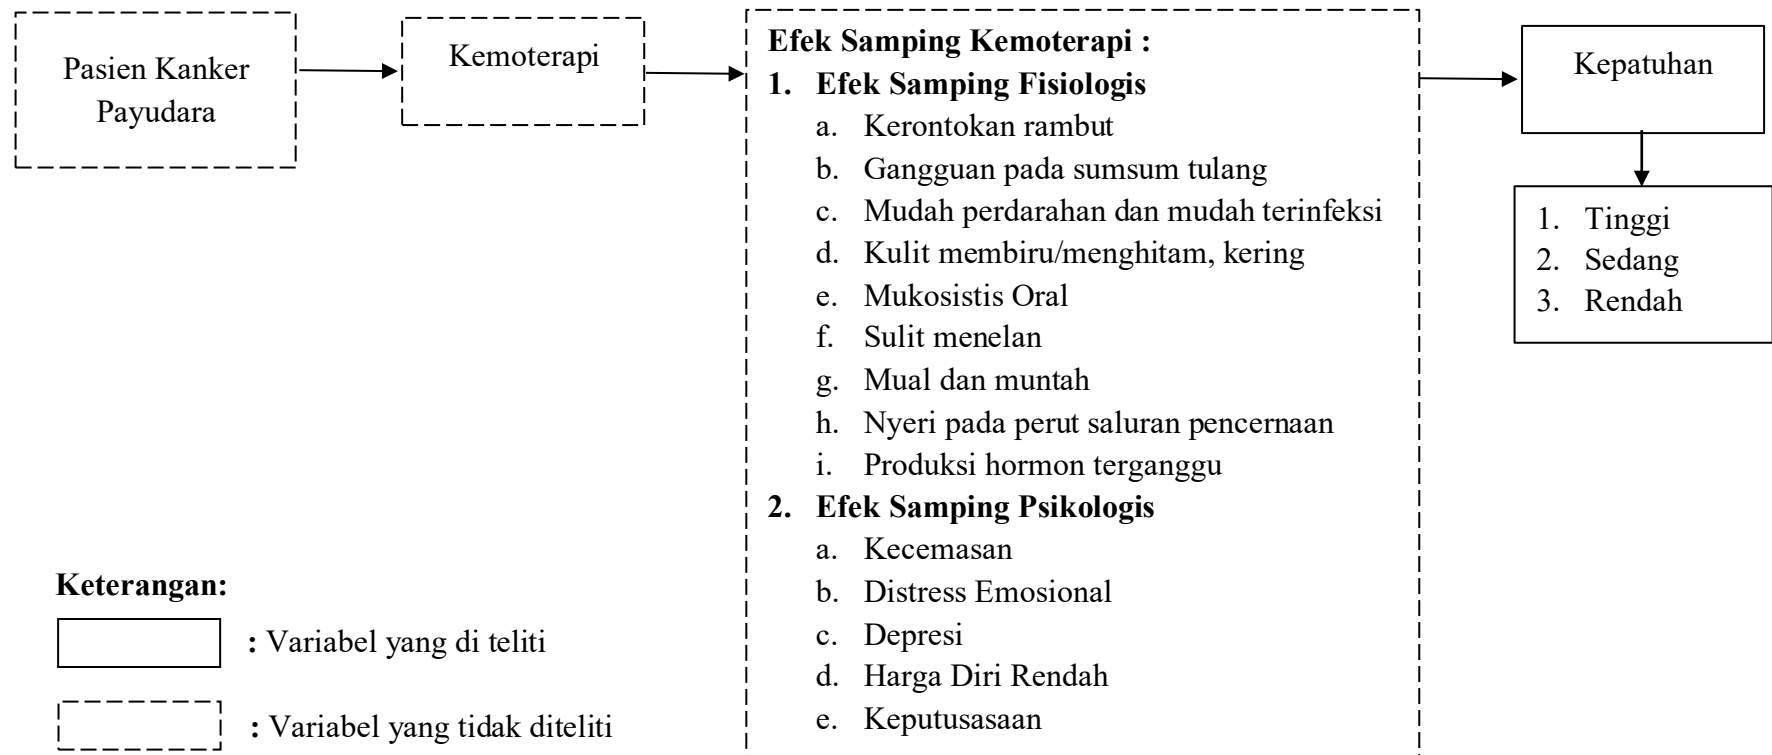 Pasien Kanker
Payudara
Kemoterapi
Efek Samping Kemoterapi :
1. Efek Samping Fisiologis
a. Kerontokan rambut
b. Gangguan pada sumsum tulang
c. Mudah perdarahan dan mudah terinfeksi
d. Kulit membiru/menghitam, kering
e. Mukosistis Oral
f. Sulit menelan
g. Mual dan muntah
h. Nyeri pada perut saluran pencernaan
i. Produksi hormon terganggu
2. Efek Samping Psikologis
a. Kecemasan
b. Distress Emosional
c. Depresi
d. Harga Diri Rendah
e. Keputusasaan
Kepatuhan
1. Tinggi
2. Sedang
3. Rendah
Keterangan:
: Variabel yang di teliti
: Variabel yang tidak diteliti